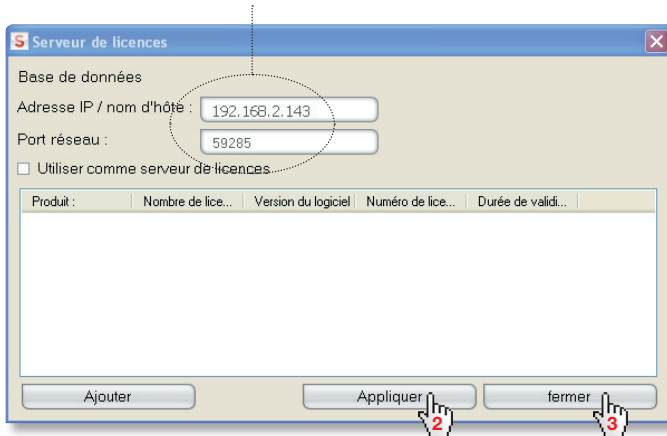 S Serveur de licences
Base de données
Adresse IP / nom d'hôte : 192.168.2.143
Port réseau : 59285
Utiliser comme serveur de licences
Produit : Nombre de lice... Version du logiciel Numéro de lice... Durée de validi...
Ajouter Appliquer fermer
2 3